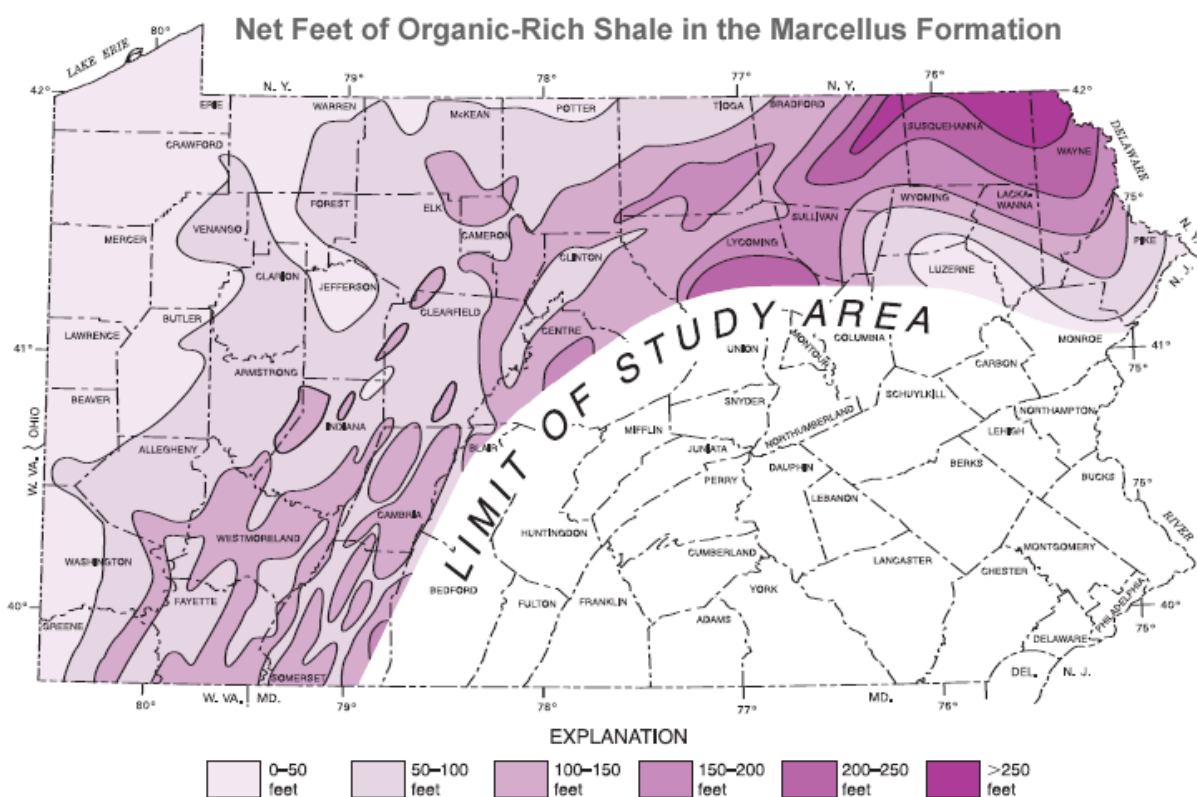 Net Feet of Organic-Rich Shale in the Marcellus Formation
LAKE ERIE
80°
79°
78°
77°
76°
42°
42°
N. Y.
N. Y.
ERIE
WARREN
McKEAN
POTTER
TIOGA
BRADFORD
SUSQUEHANNA
WAYNE
DELAWARE
CRAWFORD
FOREST
ELK
CAMERON
SULLIVAN
WYOMING
LACKA-
WANNA
75°
MERCER
VENANGO
CLARION
JEFFERSON
CLINTON
LYCOMING
LUZERNE
PIKE
N. Y.
N. J.
LAWRENCE
BUTLER
CLEARFIELD
CENTRE
UNION
MONTOUR
COLUMBIA
MONROE
41°
41°
75°
LIMIT OF STUDY AREA
BEAVER
ARMSTRONG
INDIANA
SNYDER
NORTHUMBERLAND
SCHUYLKILL
CARBON
NORTHAMPTON
OHIO
W. VA.
ALLEGHENY
BLAIR
MIFFLIN
JUNIATA
PERRY
DAUPHIN
LEBANON
BERKS
LEHIGH
BUCKS
75°
RIVER
WASHINGTON
WESTMORELAND
CAMBRIA
HUNTINGDON
CUMBERLAND
LANCASTER
CHESTER
MONTGOMERY
PHILADELPHIA
40°
GREENE
FAYETTE
SOMERSET
BEDFORD
FULTON
FRANKLIN
ADAMS
YORK
DELAWARE
40°
75°
W. VA.
MD.
MD.
DEL.
N. J.
80°
79°
78°
77°
76°
EXPLANATION
0–50
feet
50–100
feet
100–150
feet
150–200
feet
200–250
feet
>250
feet